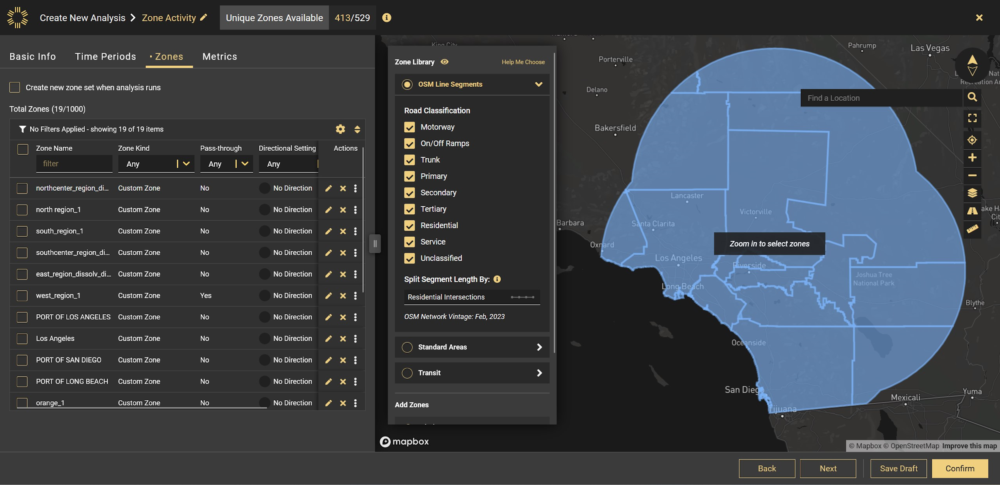 Create New Analysis
Zone Activity
Unique Zones Available
413/529
Basic Info
Time Periods
Zones
Metrics
Create new zone set when analysis runs
Total Zones (19/1000)
No Filters Applied - showing 19 of 19 items
Zone Name
Zone Kind
Pass-through
Directional Setting
Actions
filter
Any
Any
Any
northcenter_region_di... Custom Zone No No Direction
north region_1 Custom Zone No No Direction
south_region_1 Custom Zone No No Direction
southcenter_region_di... Custom Zone No No Direction
east_region_dissolv_di... Custom Zone No No Direction
west_region_1 Custom Zone Yes No Direction
PORT OF LOS ANGELES Custom Zone No No Direction
Los Angeles Custom Zone No No Direction
PORT OF SAN DIEGO Custom Zone No No Direction
PORT OF LONG BEACH Custom Zone No No Direction
orange_1 Custom Zone No No Direction
Zone Library
Help Me Choose
OSM Line Segments
Road Classification
Motorway
On/Off Ramps
Trunk
Primary
Secondary
Tertiary
Residential
Service
Unclassified
Split Segment Length By:
Residential Intersections
OSM Network Vintage: Feb, 2023
Standard Areas
Transit
Add Zones
King City
Porterville
Delano
Bakersfield
Pahrump
Las Vegas
Nat
Recreation A
Find a Location
Lancaster
Victorville
Santa Clarita
Barbara
Oxnard
Zoom in to select zones
Los Angeles
Riverside
Long Beach
Joshua Tree
National Park
Blythe
Oceanside
San Dieg
Tijuana
Mexicali
Yuma
mapbox
© Mapbox © OpenStreetMap Improve this map
Back
Next
Save Draft
Confirm